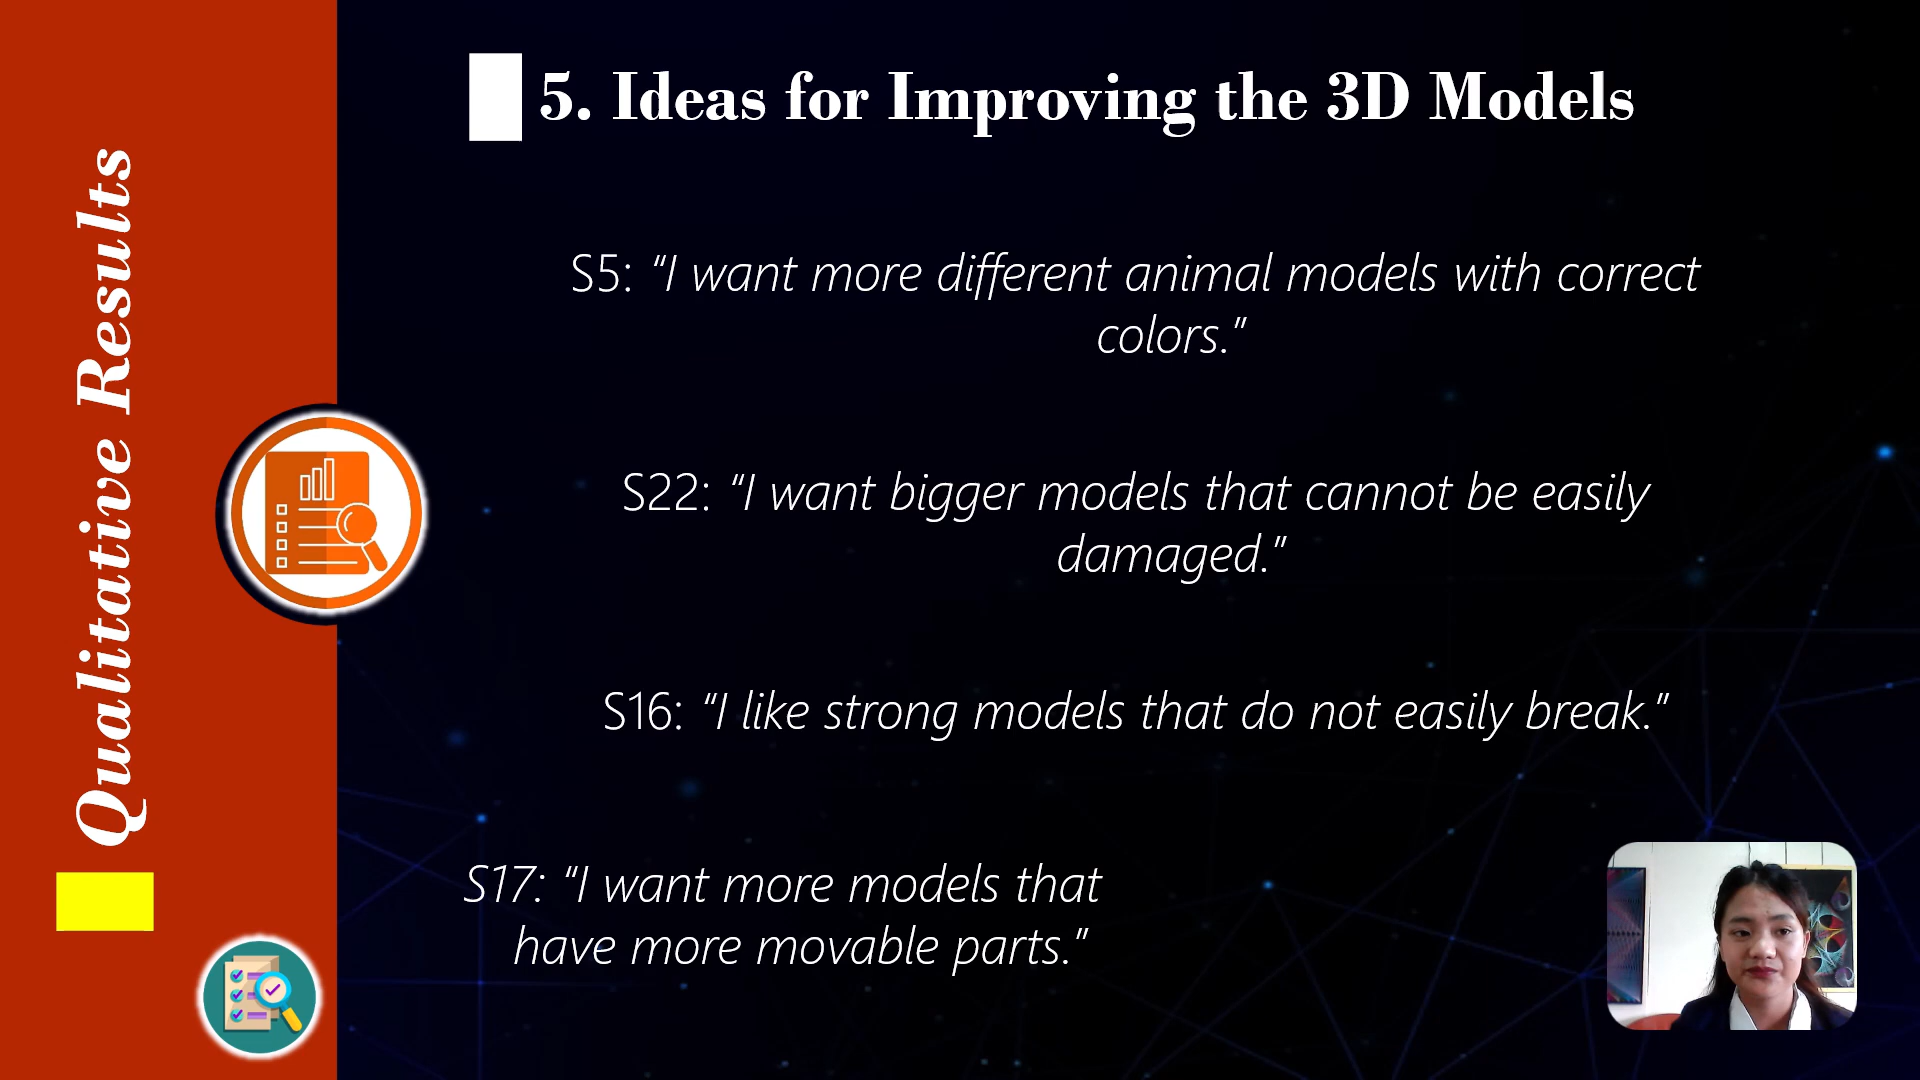 Qualitative Results
5. Ideas for Improving the 3D Models
S5: “I want more different animal models with correct
colors.”
S22: “I want bigger models that cannot be easily
damaged.”
S16: “I like strong models that do not easily break.”
S17: “I want more models that
have more movable parts.”